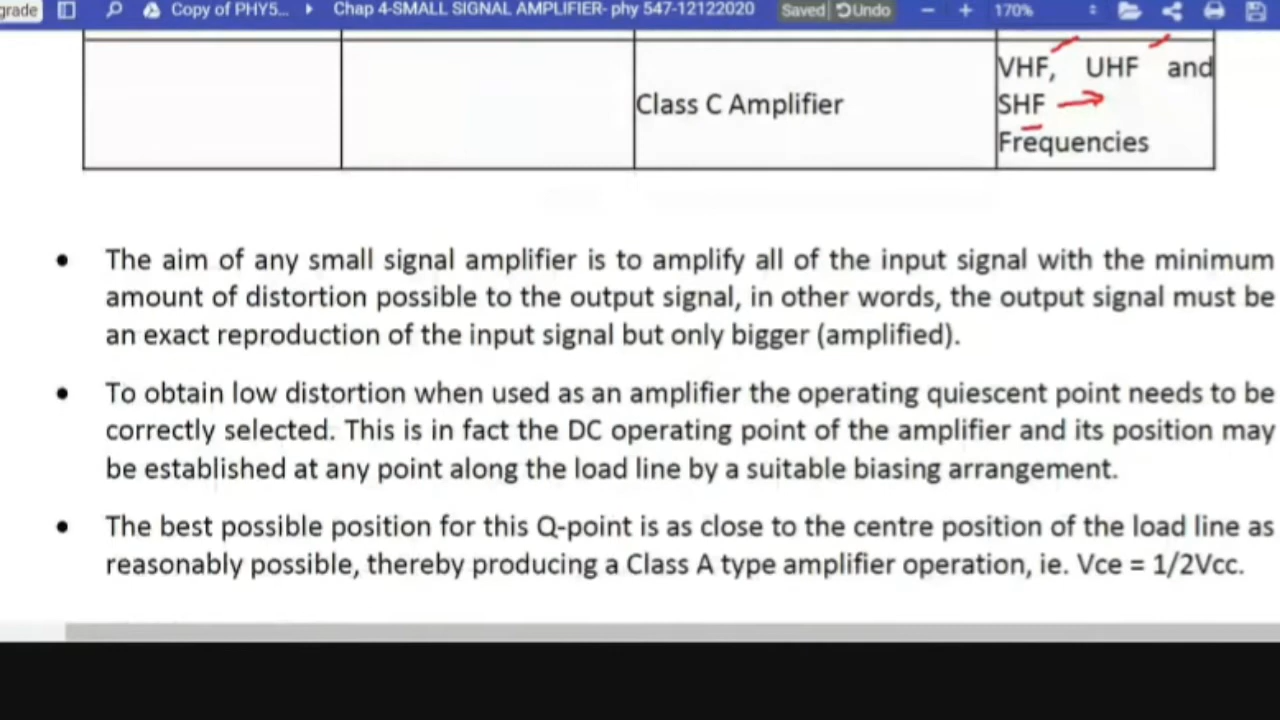 grade Copy of PHY5... Chap 4-SMALL SIGNAL AMPLIFIER- phy 547-12122020 Saved Undo 170%
VHF, UHF and
Class C Amplifier SHF
Frequencies
• The aim of any small signal amplifier is to amplify all of the input signal with the minimum
amount of distortion possible to the output signal, in other words, the output signal must be
an exact reproduction of the input signal but only bigger (amplified).
• To obtain low distortion when used as an amplifier the operating quiescent point needs to be
correctly selected. This is in fact the DC operating point of the amplifier and its position may
be established at any point along the load line by a suitable biasing arrangement.
• The best possible position for this Q-point is as close to the centre position of the load line as
reasonably possible, thereby producing a Class A type amplifier operation, ie. Vce = 1/2Vcc.